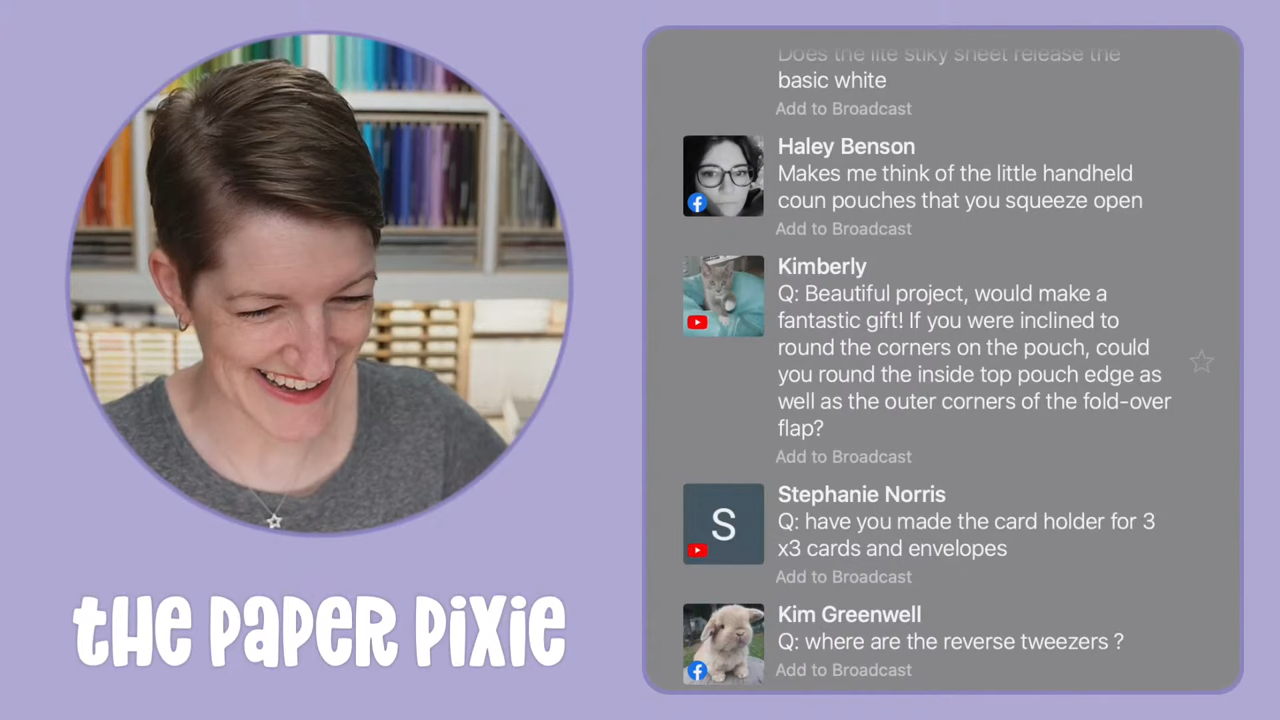 Does the lite stiky sheet release the
basic white
Add to Broadcast
Haley Benson
Makes me think of the little handheld
coun pouches that you squeeze open
Add to Broadcast
Kimberly
Q: Beautiful project, would make a
fantastic gift! If you were inclined to
round the corners on the pouch, could
you round the inside top pouch edge as
well as the outer corners of the fold-over
flap?
Add to Broadcast
S
Stephanie Norris
Q: have you made the card holder for 3
x3 cards and envelopes
Add to Broadcast
Kim Greenwell
Q: where are the reverse tweezers ?
Add to Broadcast
the paper pixie